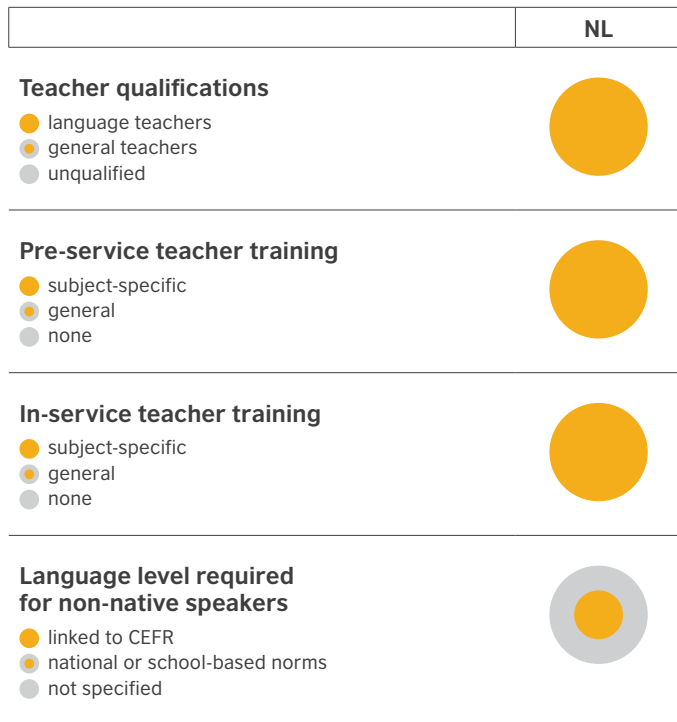 NL
Teacher qualifications
language teachers
general teachers
unqualified
Pre-service teacher training
subject-specific
general
none
In-service teacher training
subject-specific
general
none
Language level required
for non-native speakers
linked to CEFR
national or school-based norms
not specified